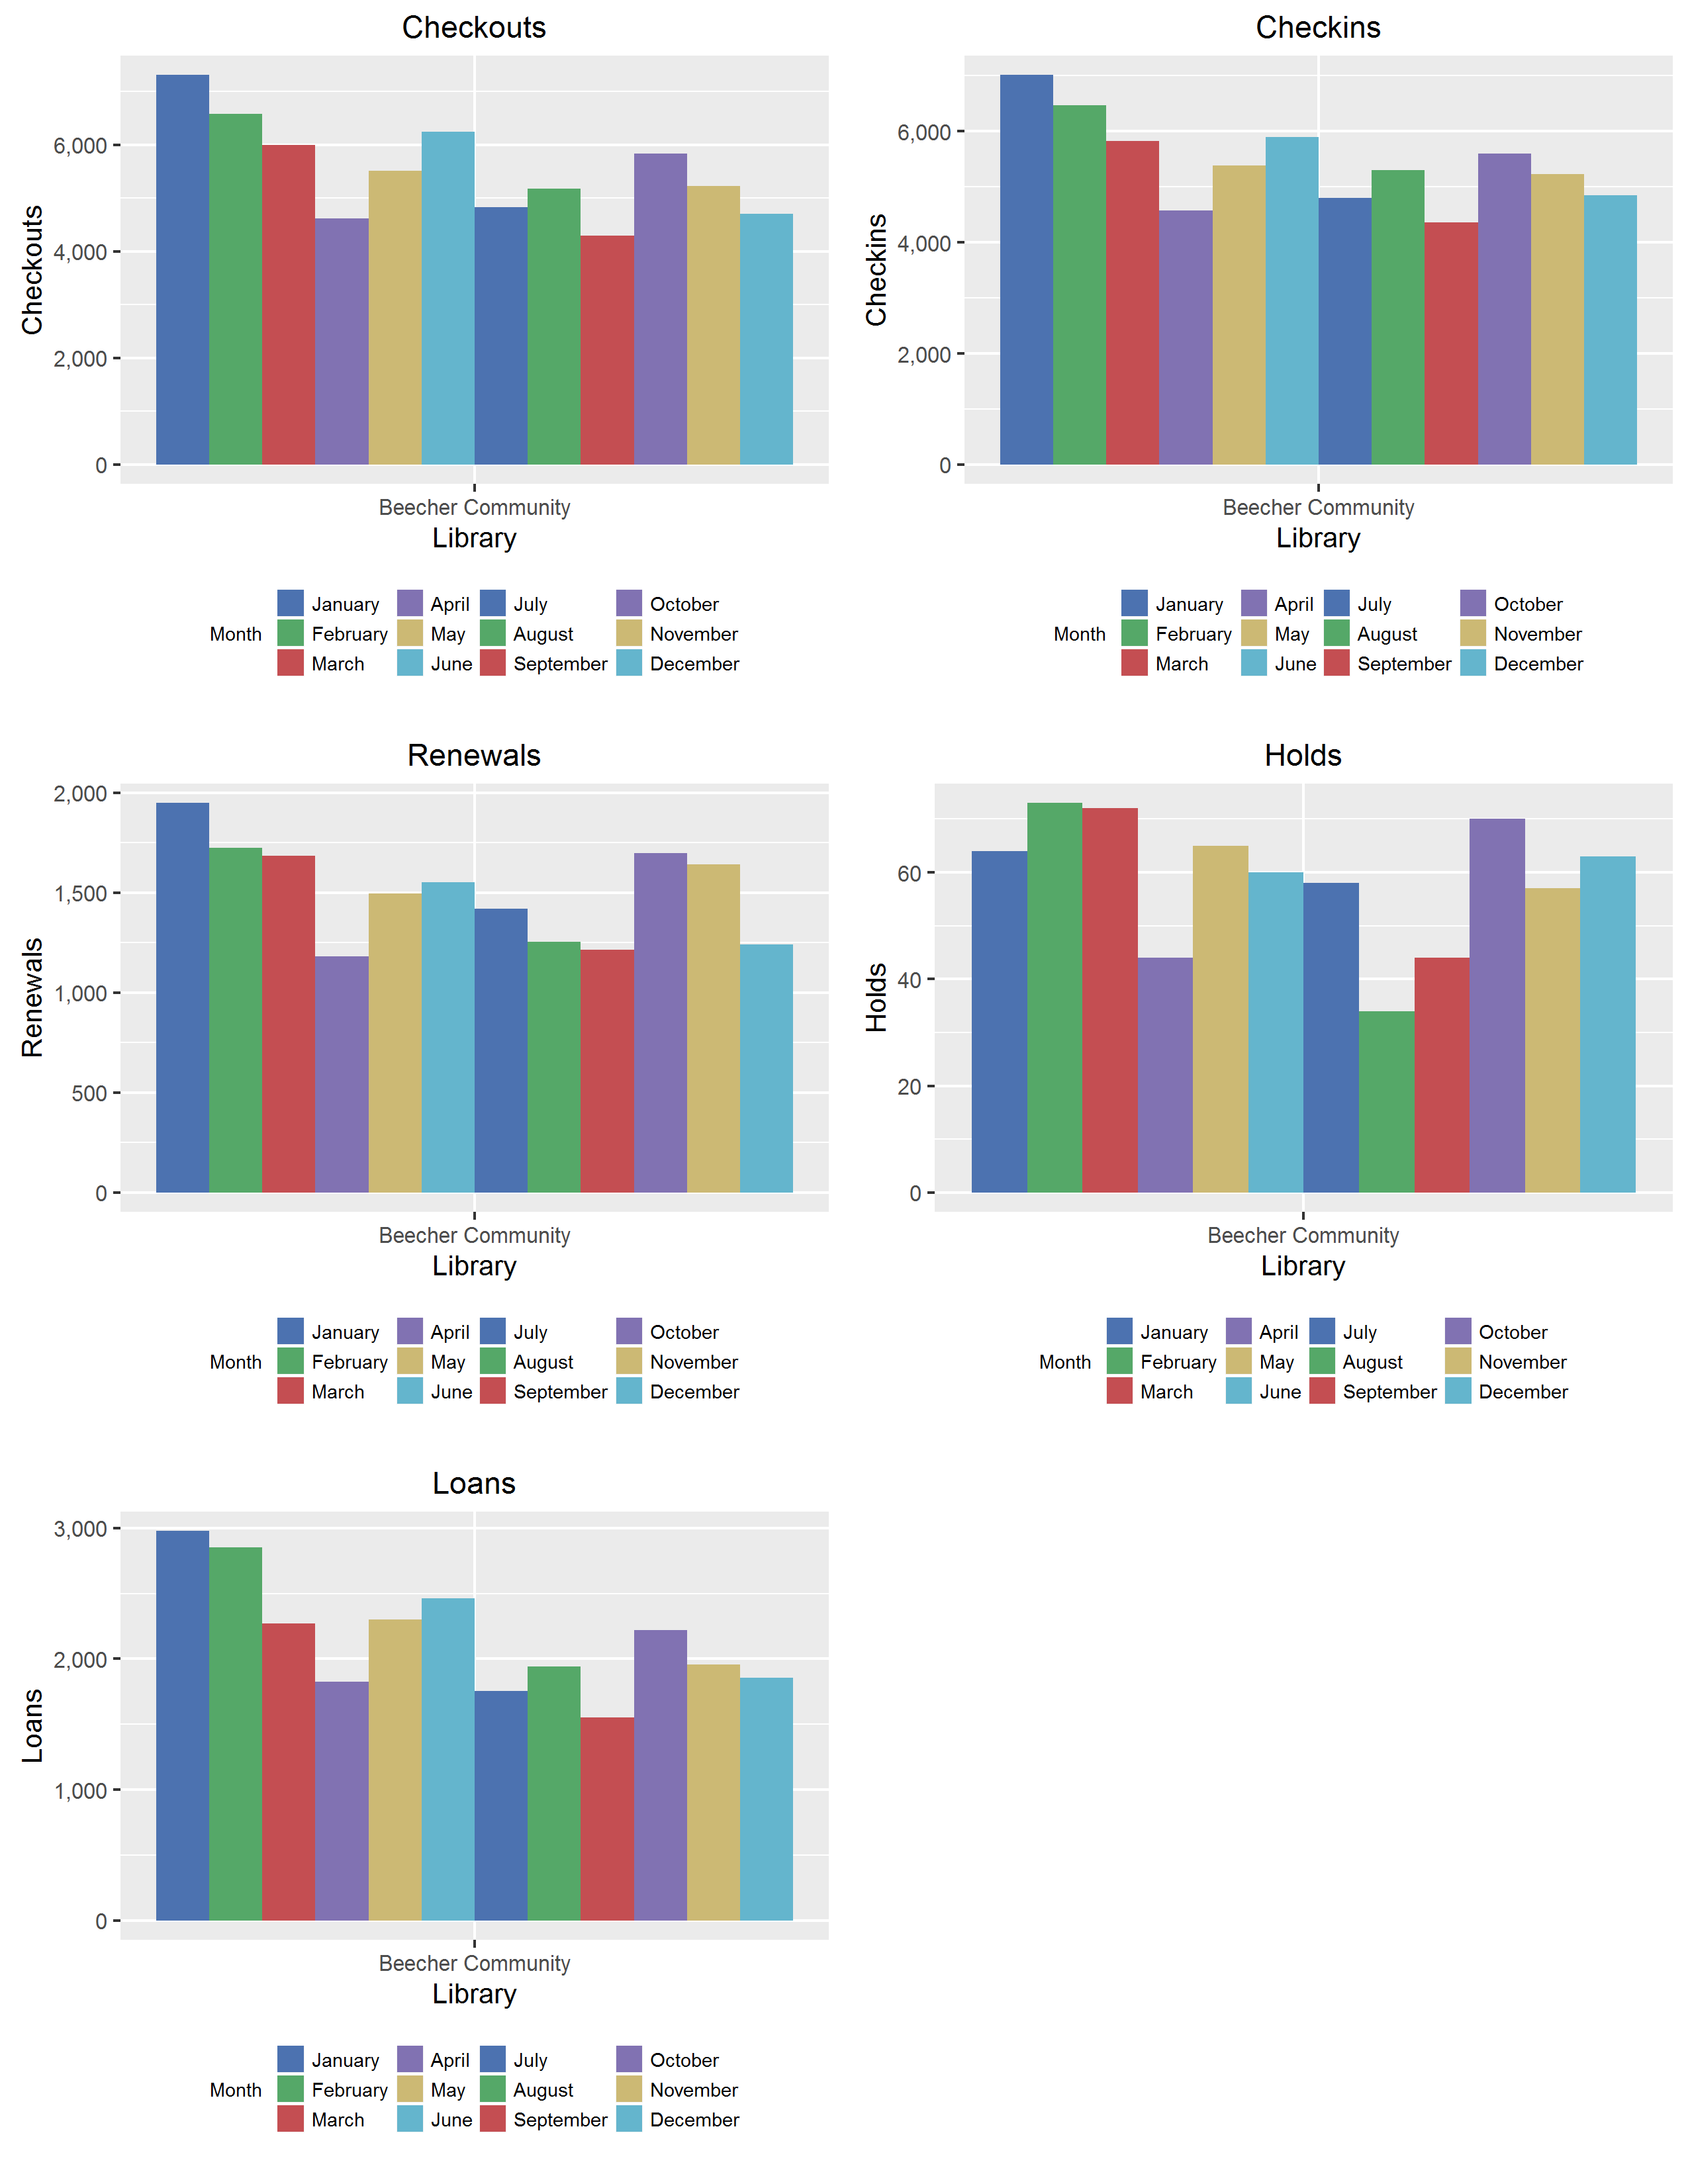 Checkouts
Checkouts
6,000
4,000
2,000
0
Beecher Community
Library
Month
January
February
March
April
May
June
July
August
September
October
November
December
Checkins
Checkins
6,000
4,000
2,000
0
Beecher Community
Library
Month
January
February
March
April
May
June
July
August
September
October
November
December
Renewals
Renewals
2,000
1,500
1,000
500
0
Beecher Community
Library
Month
January
February
March
April
May
June
July
August
September
October
November
December
Holds
Holds
60
40
20
0
Beecher Community
Library
Month
January
February
March
April
May
June
July
August
September
October
November
December
Loans
Loans
3,000
2,000
1,000
0
Beecher Community
Library
Month
January
February
March
April
May
June
July
August
September
October
November
December